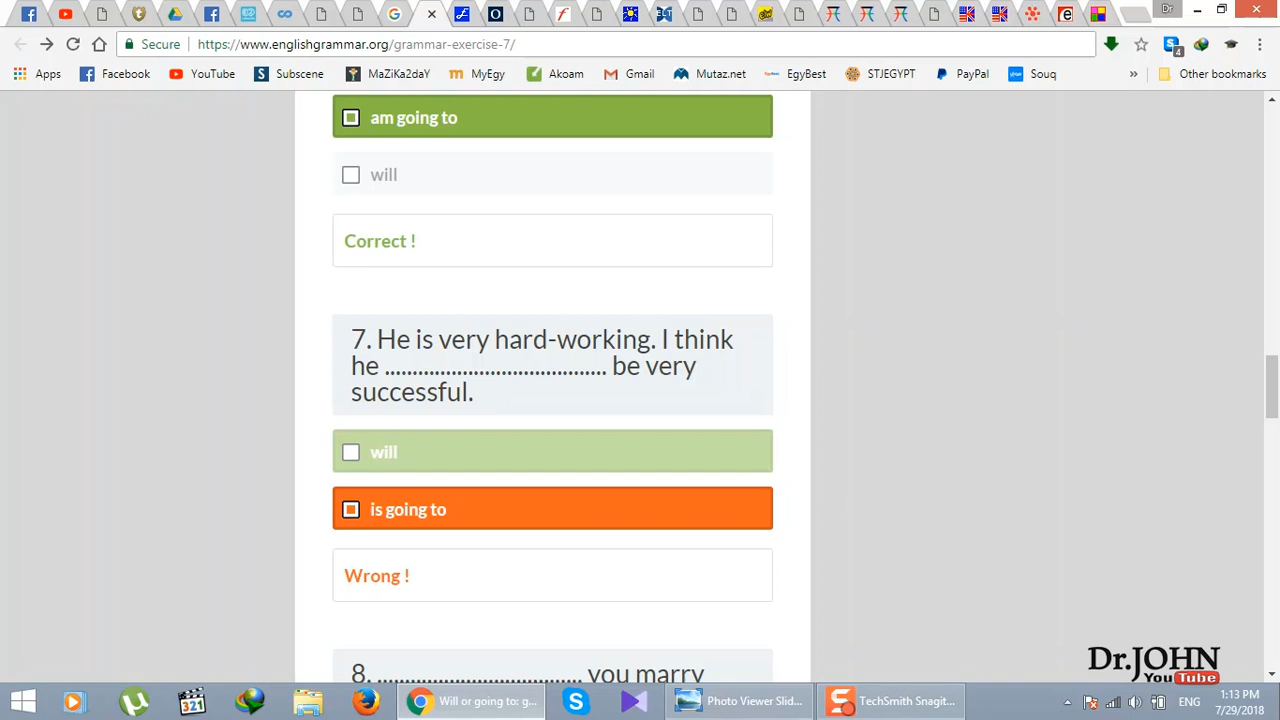 Dr
Secure
https://www.englishgrammar.org/grammar-exercise-7/
4
Apps
Facebook
YouTube
Subscene
MaZiKa2daY
MyEgy
Akoam
Gmail
Mutaz.net
EgyBest
STJEGYPT
PayPal
Souq
»
Other bookmarks
am going to
will
Correct !
7. He is very hard-working. I think
he ........................................ be very
successful.
will
is going to
Wrong !
8. ..................................... you marry
Dr.JOHN
YouTube
321
Will or going to: g...
Photo Viewer Slid...
TechSmith Snagit...
ENG
1:13 PM
7/29/2018